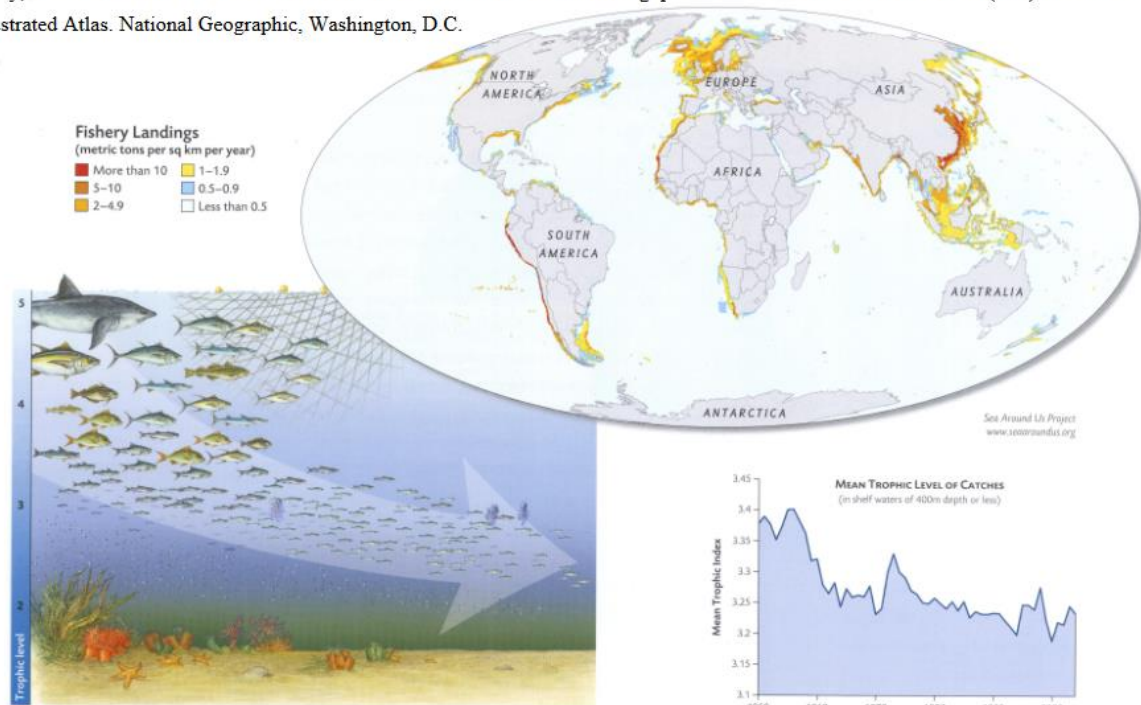 strated Atlas. National Geographic, Washington, D.C.
Fishery Landings
(metric tons per sq km per year)
More than 10
1–1.9
5–10
0.5–0.9
2–4.9
Less than 0.5
NORTH
AMERICA
EUROPE
ASIA
AFRICA
SOUTH
AMERICA
AUSTRALIA
ANTARCTICA
Sea Around Us Project
www.seaaroundus.org
5
4
3
2
Trophic level
MEAN TROPHIC LEVEL OF CATCHES
(in shelf waters of 400m depth or less)
Mean Trophic Index
3.45
3.4
3.35
3.3
3.25
3.2
3.15
3.1